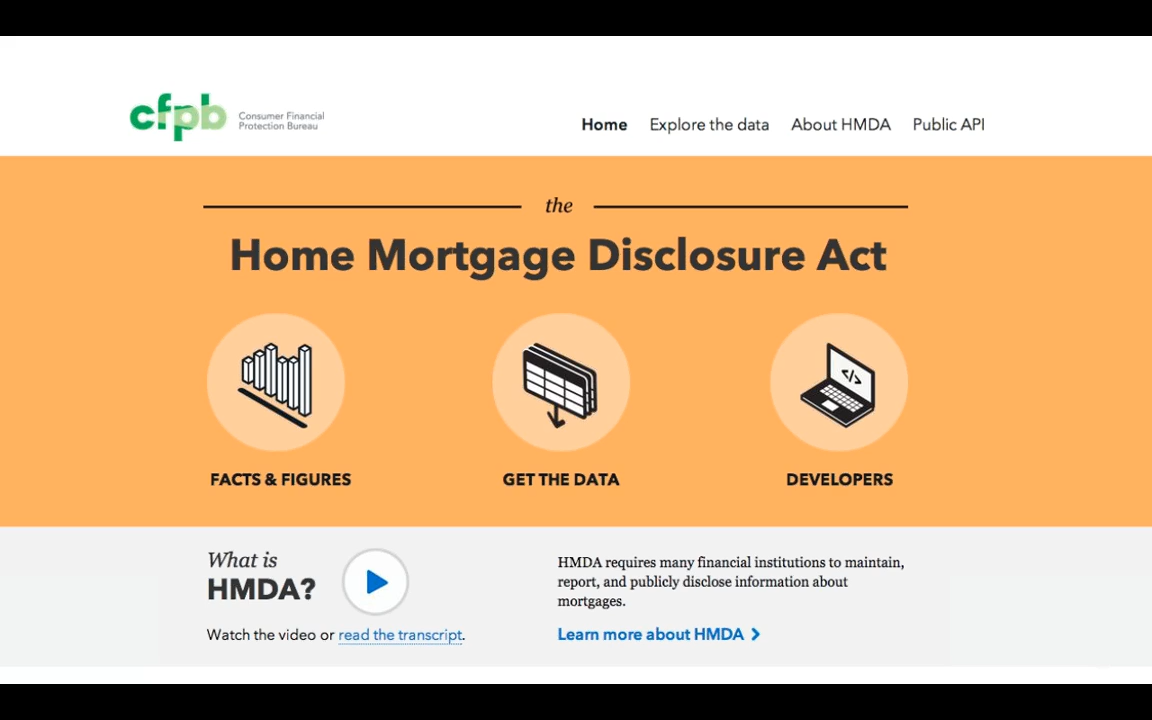 cfpb Consumer Financial
Protection Bureau
Home Explore the data About HMDA Public API
the
Home Mortgage Disclosure Act
</>
FACTS & FIGURES GET THE DATA DEVELOPERS
What is
HMDA?
Watch the video or read the transcript.
HMDA requires many financial institutions to maintain,
report, and publicly disclose information about
mortgages.
Learn more about HMDA